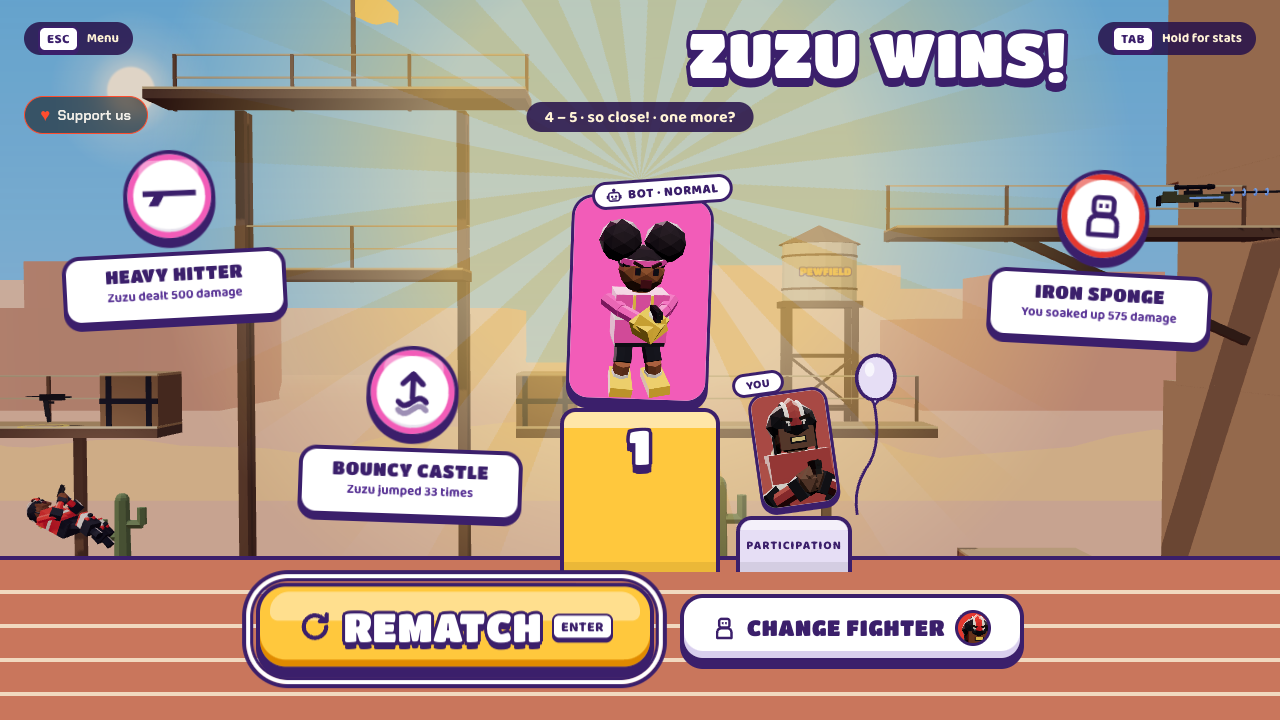 ESC Menu
ZUZU WINS!
TAB Hold for stats
♥ Support us
4 – 5 · so close! · one more?
BOT · NORMAL
HEAVY HITTER
Zuzu dealt 500 damage
IRON SPONGE
You soaked up 575 damage
PEWFIELD
YOU
BOUNCY CASTLE
Zuzu jumped 33 times
1
PARTICIPATION
REMATCH ENTER
CHANGE FIGHTER